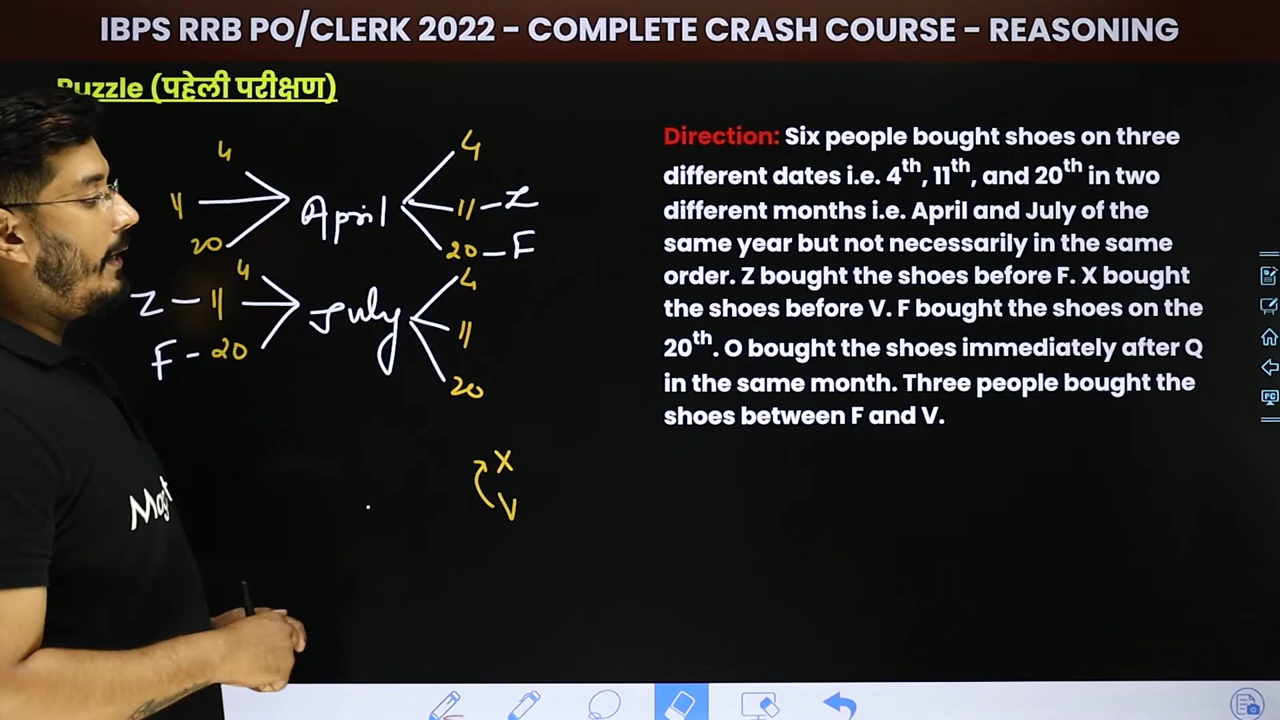 IBPS RRB PO/CLERK 2022 - COMPLETE CRASH COURSE - REASONING
Puzzle (पहेली परीक्षण)
4
11
20
April
4
11 - Z
20 - F
4
Z - 11
F - 20
July
4
11
20
X
V
Direction: Six people bought shoes on three
different dates i.e. 4th, 11th, and 20th in two
different months i.e. April and July of the
same year but not necessarily in the same
order. Z bought the shoes before F. X bought
the shoes before V. F bought the shoes on the
20th. O bought the shoes immediately after Q
in the same month. Three people bought the
shoes between F and V.
PC